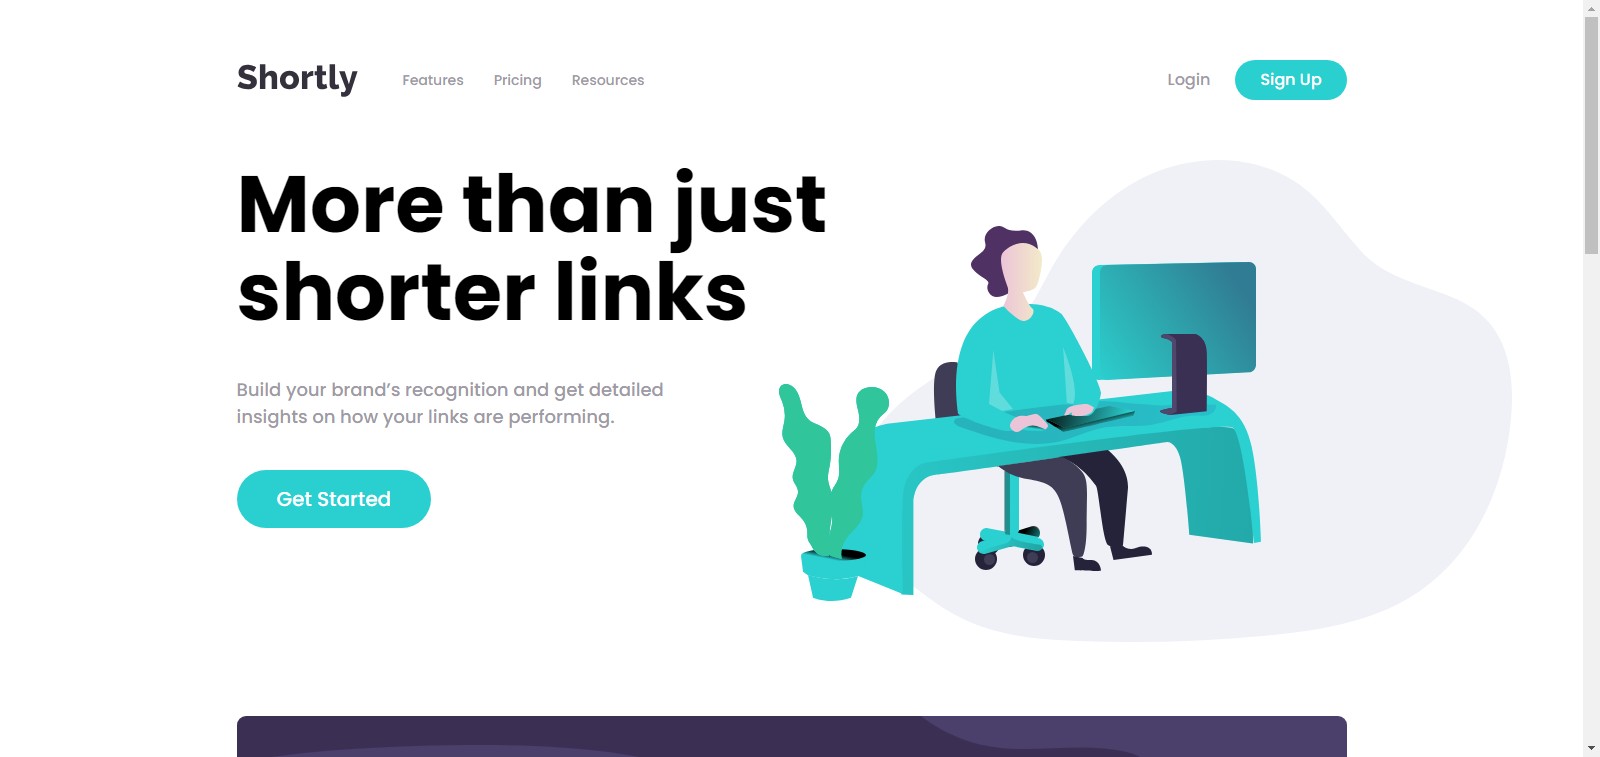 Shortly Features Pricing Resources Login Sign Up
More than just
shorter links
Build your brand’s recognition and get detailed
insights on how your links are performing.
Get Started